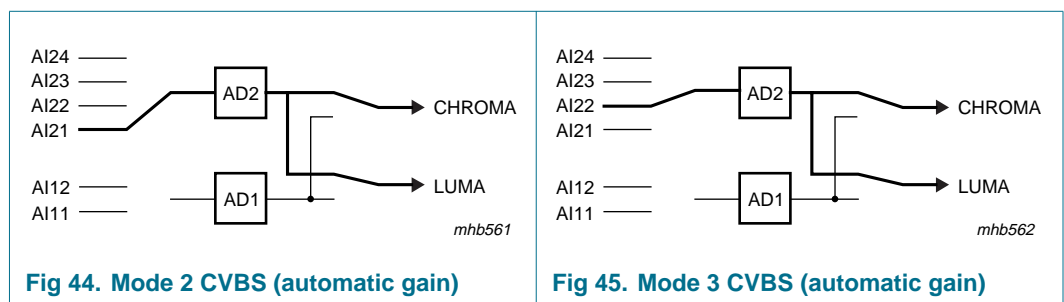 AI24
AI23
AI22
AI21
AD2
CHROMA
LUMA
AI12
AI11
AD1
mhb561
Fig 44. Mode 2 CVBS (automatic gain)
AI24
AI23
AI22
AI21
AD2
CHROMA
LUMA
AI12
AI11
AD1
mhb562
Fig 45. Mode 3 CVBS (automatic gain)